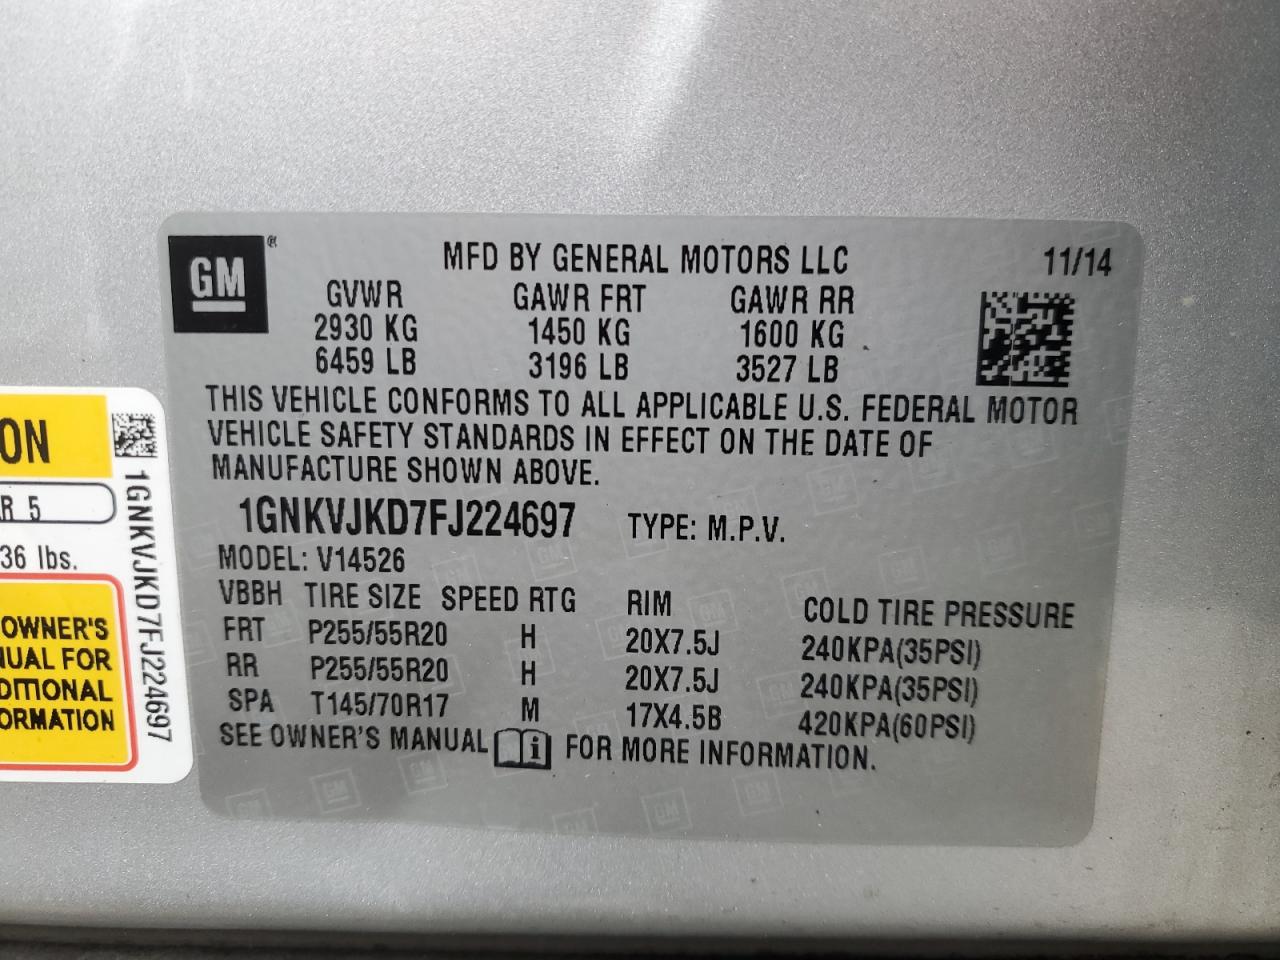 GM
®
MFD BY GENERAL MOTORS LLC 11/14
GVWR GAWR FRT GAWR RR
2930 KG 1450 KG 1600 KG
6459 LB 3196 LB 3527 LB
THIS VEHICLE CONFORMS TO ALL APPLICABLE U.S. FEDERAL MOTOR
VEHICLE SAFETY STANDARDS IN EFFECT ON THE DATE OF
MANUFACTURE SHOWN ABOVE.
1GNKVJKD7FJ224697 TYPE: M.P.V.
MODEL: V14526
VBBH TIRE SIZE SPEED RTG RIM COLD TIRE PRESSURE
FRT P255/55R20 H 20X7.5J 240KPA(35PSI)
RR P255/55R20 H 20X7.5J 240KPA(35PSI)
SPA T145/70R17 M 17X4.5B 420KPA(60PSI)
SEE OWNER'S MANUAL i FOR MORE INFORMATION.
ON
R 5
36 lbs.
OWNER'S
UAL FOR
DITIONAL
ORMATION
1GNKVJKD7FJ224697